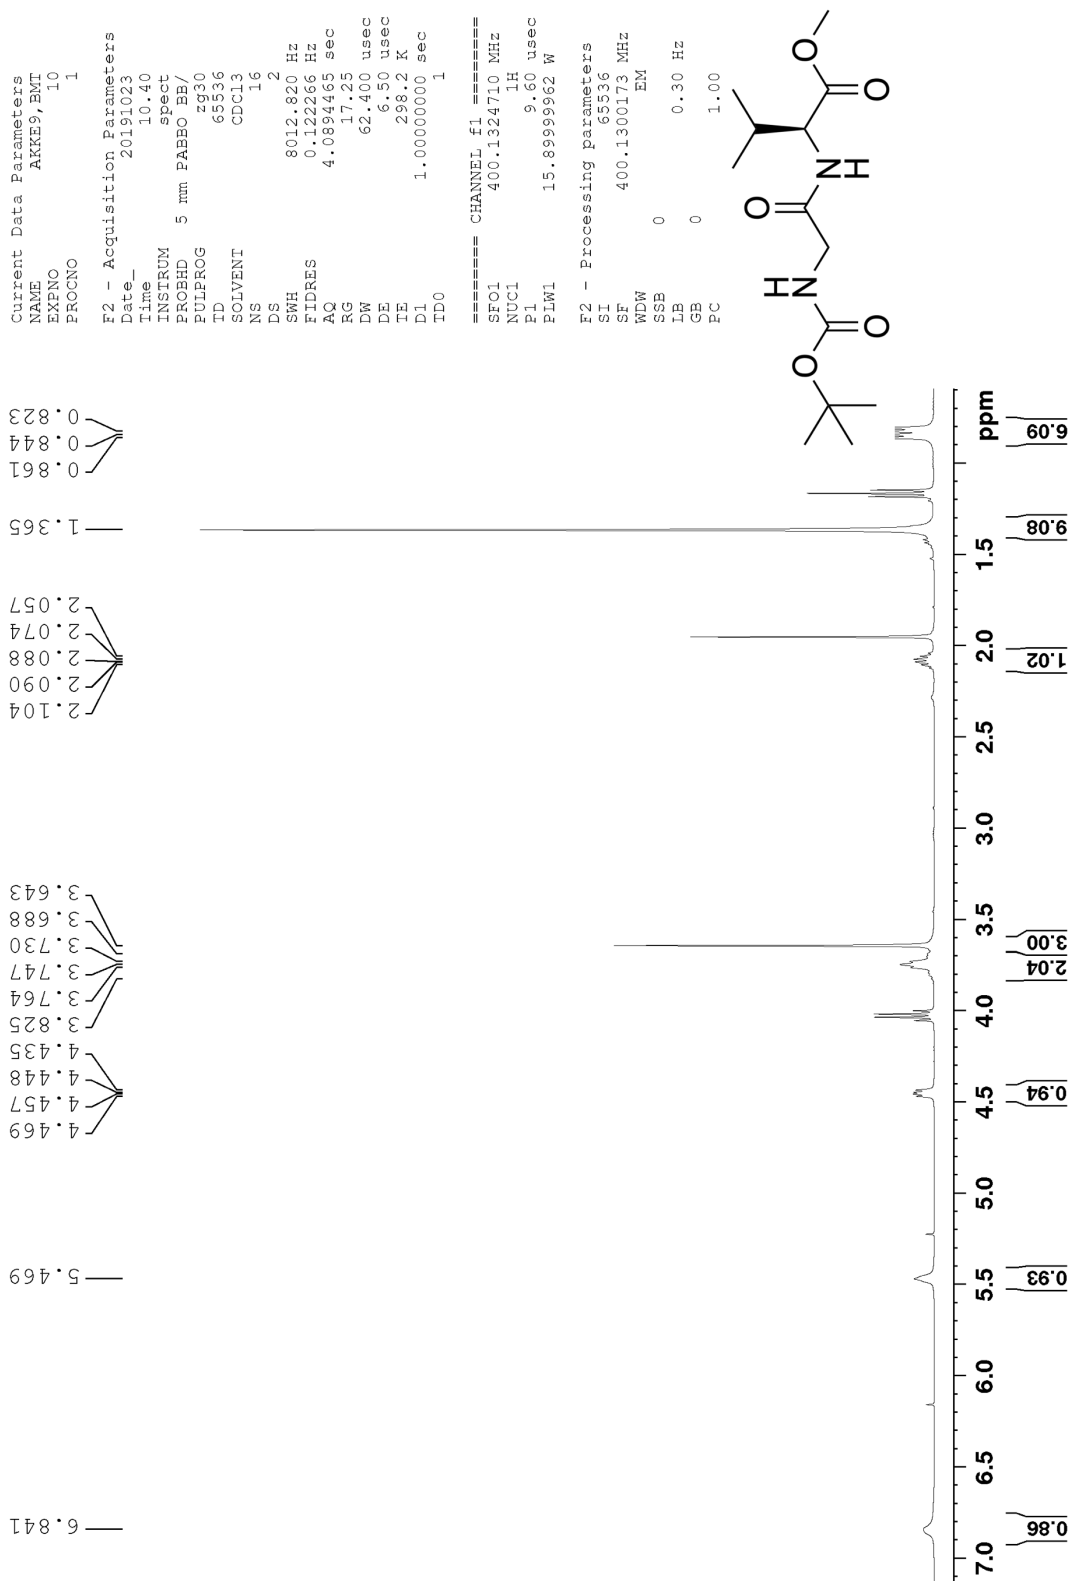 Current Data Parameters
NAME AKKE9,BMT
EXPNO 10
PROCNO 1
F2 - Acquisition Parameters
Date_ 20191023
Time 10.40
INSTRUM spect
PROBHD 5 mm PABBO BB/
PULPROG zg30
TD 65536
SOLVENT CDCl3
NS 16
DS 2
SWH 8012.820 Hz
FIDRES 0.122266 Hz
AQ 4.0894465 sec
RG 17.25
DW 62.400 usec
DE 6.50 usec
TE 298.2 K
D1 1.00000000 sec
TD0 1
======== CHANNEL f1 ========
SFO1 400.1324710 MHz
NUC1 1H
P1 9.60 usec
PLW1 15.89999962 W
F2 - Processing parameters
SI 65536
SF 400.1300173 MHz
WDW EM
SSB 0
LB 0.30 Hz
GB 0
PC 1.00
O
O
N
H
O
H
N
O
O
6.841
5.469
4.469
4.457
4.448
4.435
3.825
3.764
3.747
3.730
3.688
3.643
2.104
2.090
2.088
2.074
2.057
1.365
0.861
0.844
0.823
7.0 6.5 6.0 5.5 5.0 4.5 4.0 3.5 3.0 2.5 2.0 1.5 ppm
0.86
0.93
0.94
2.04
3.00
1.02
9.08
6.09